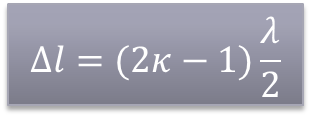 Δl = (2κ − 1) λ/2